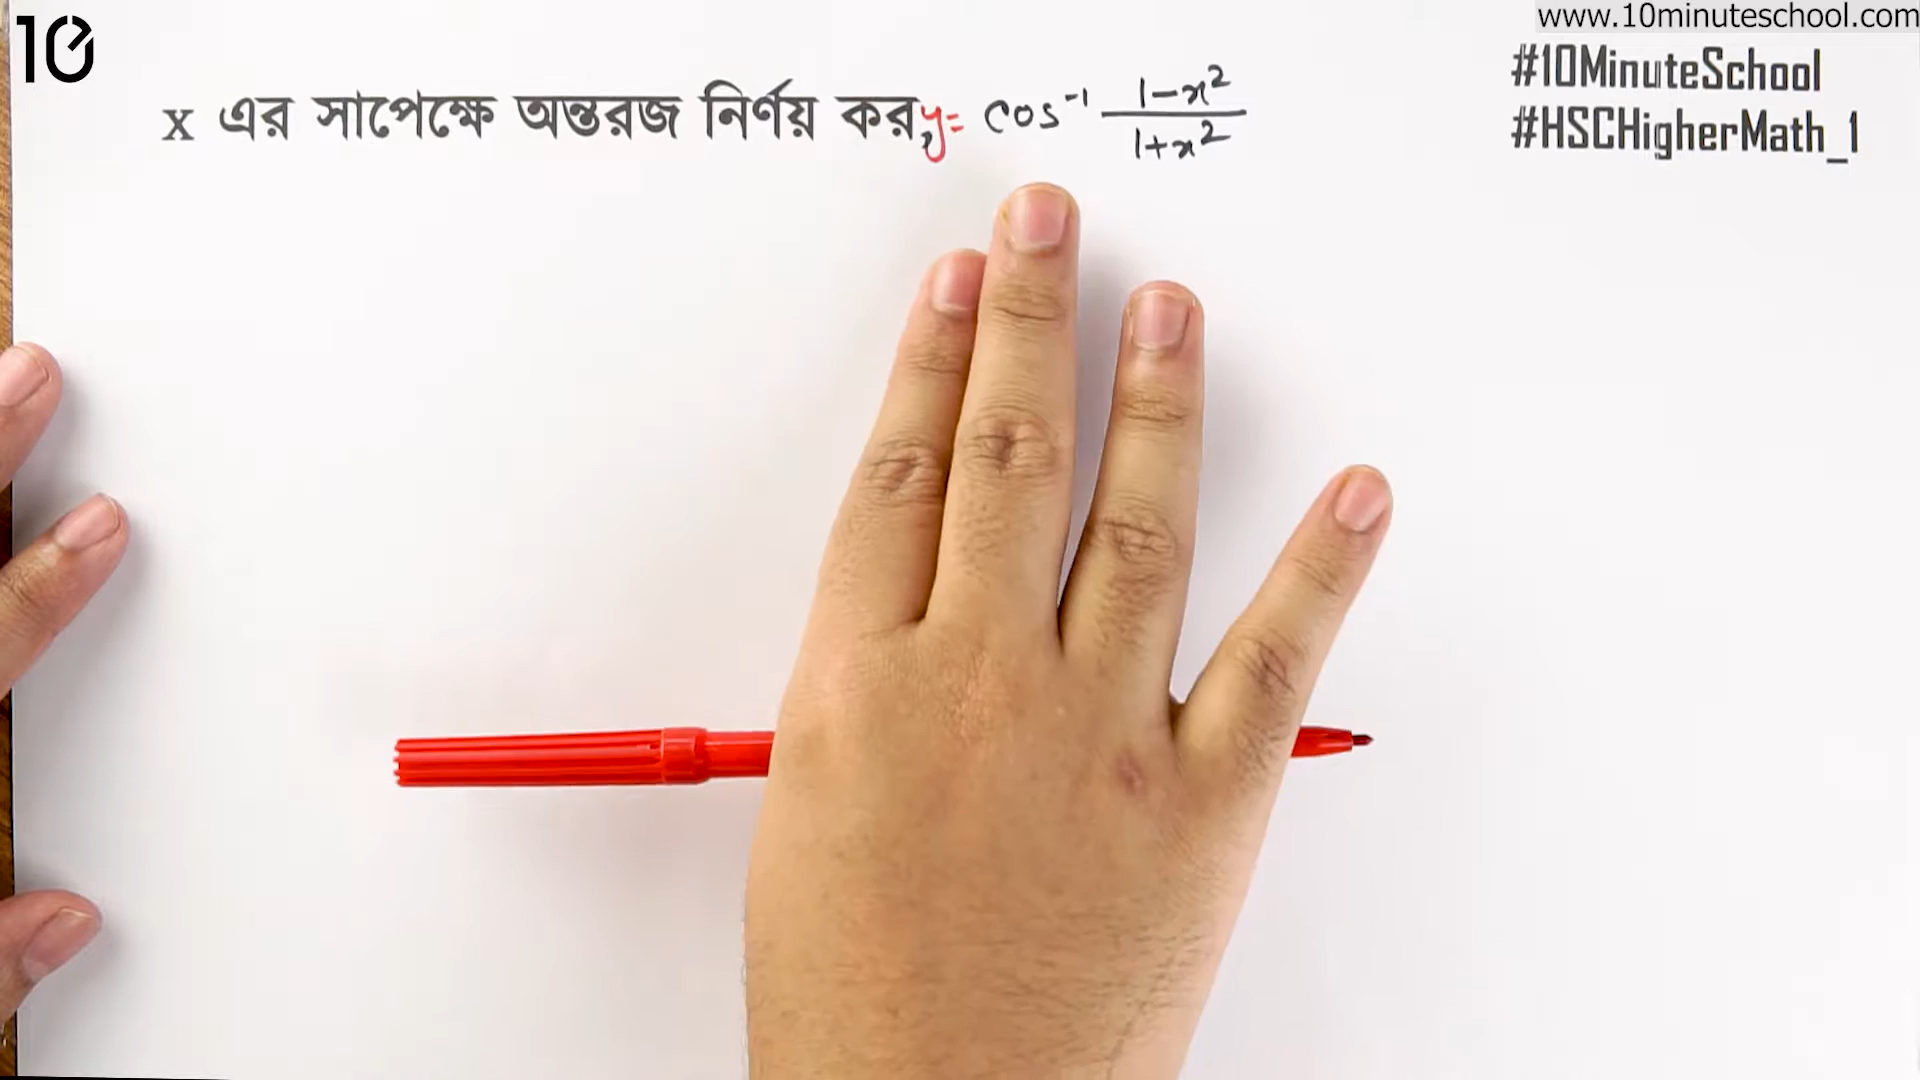 10
www.10minuteschool.com
#10MinuteSchool
#HSCHigherMath_1
x এর সাপেক্ষে অন্তরজ নির্ণয় কর, y = cos⁻¹ (1-x²)/(1+x²)